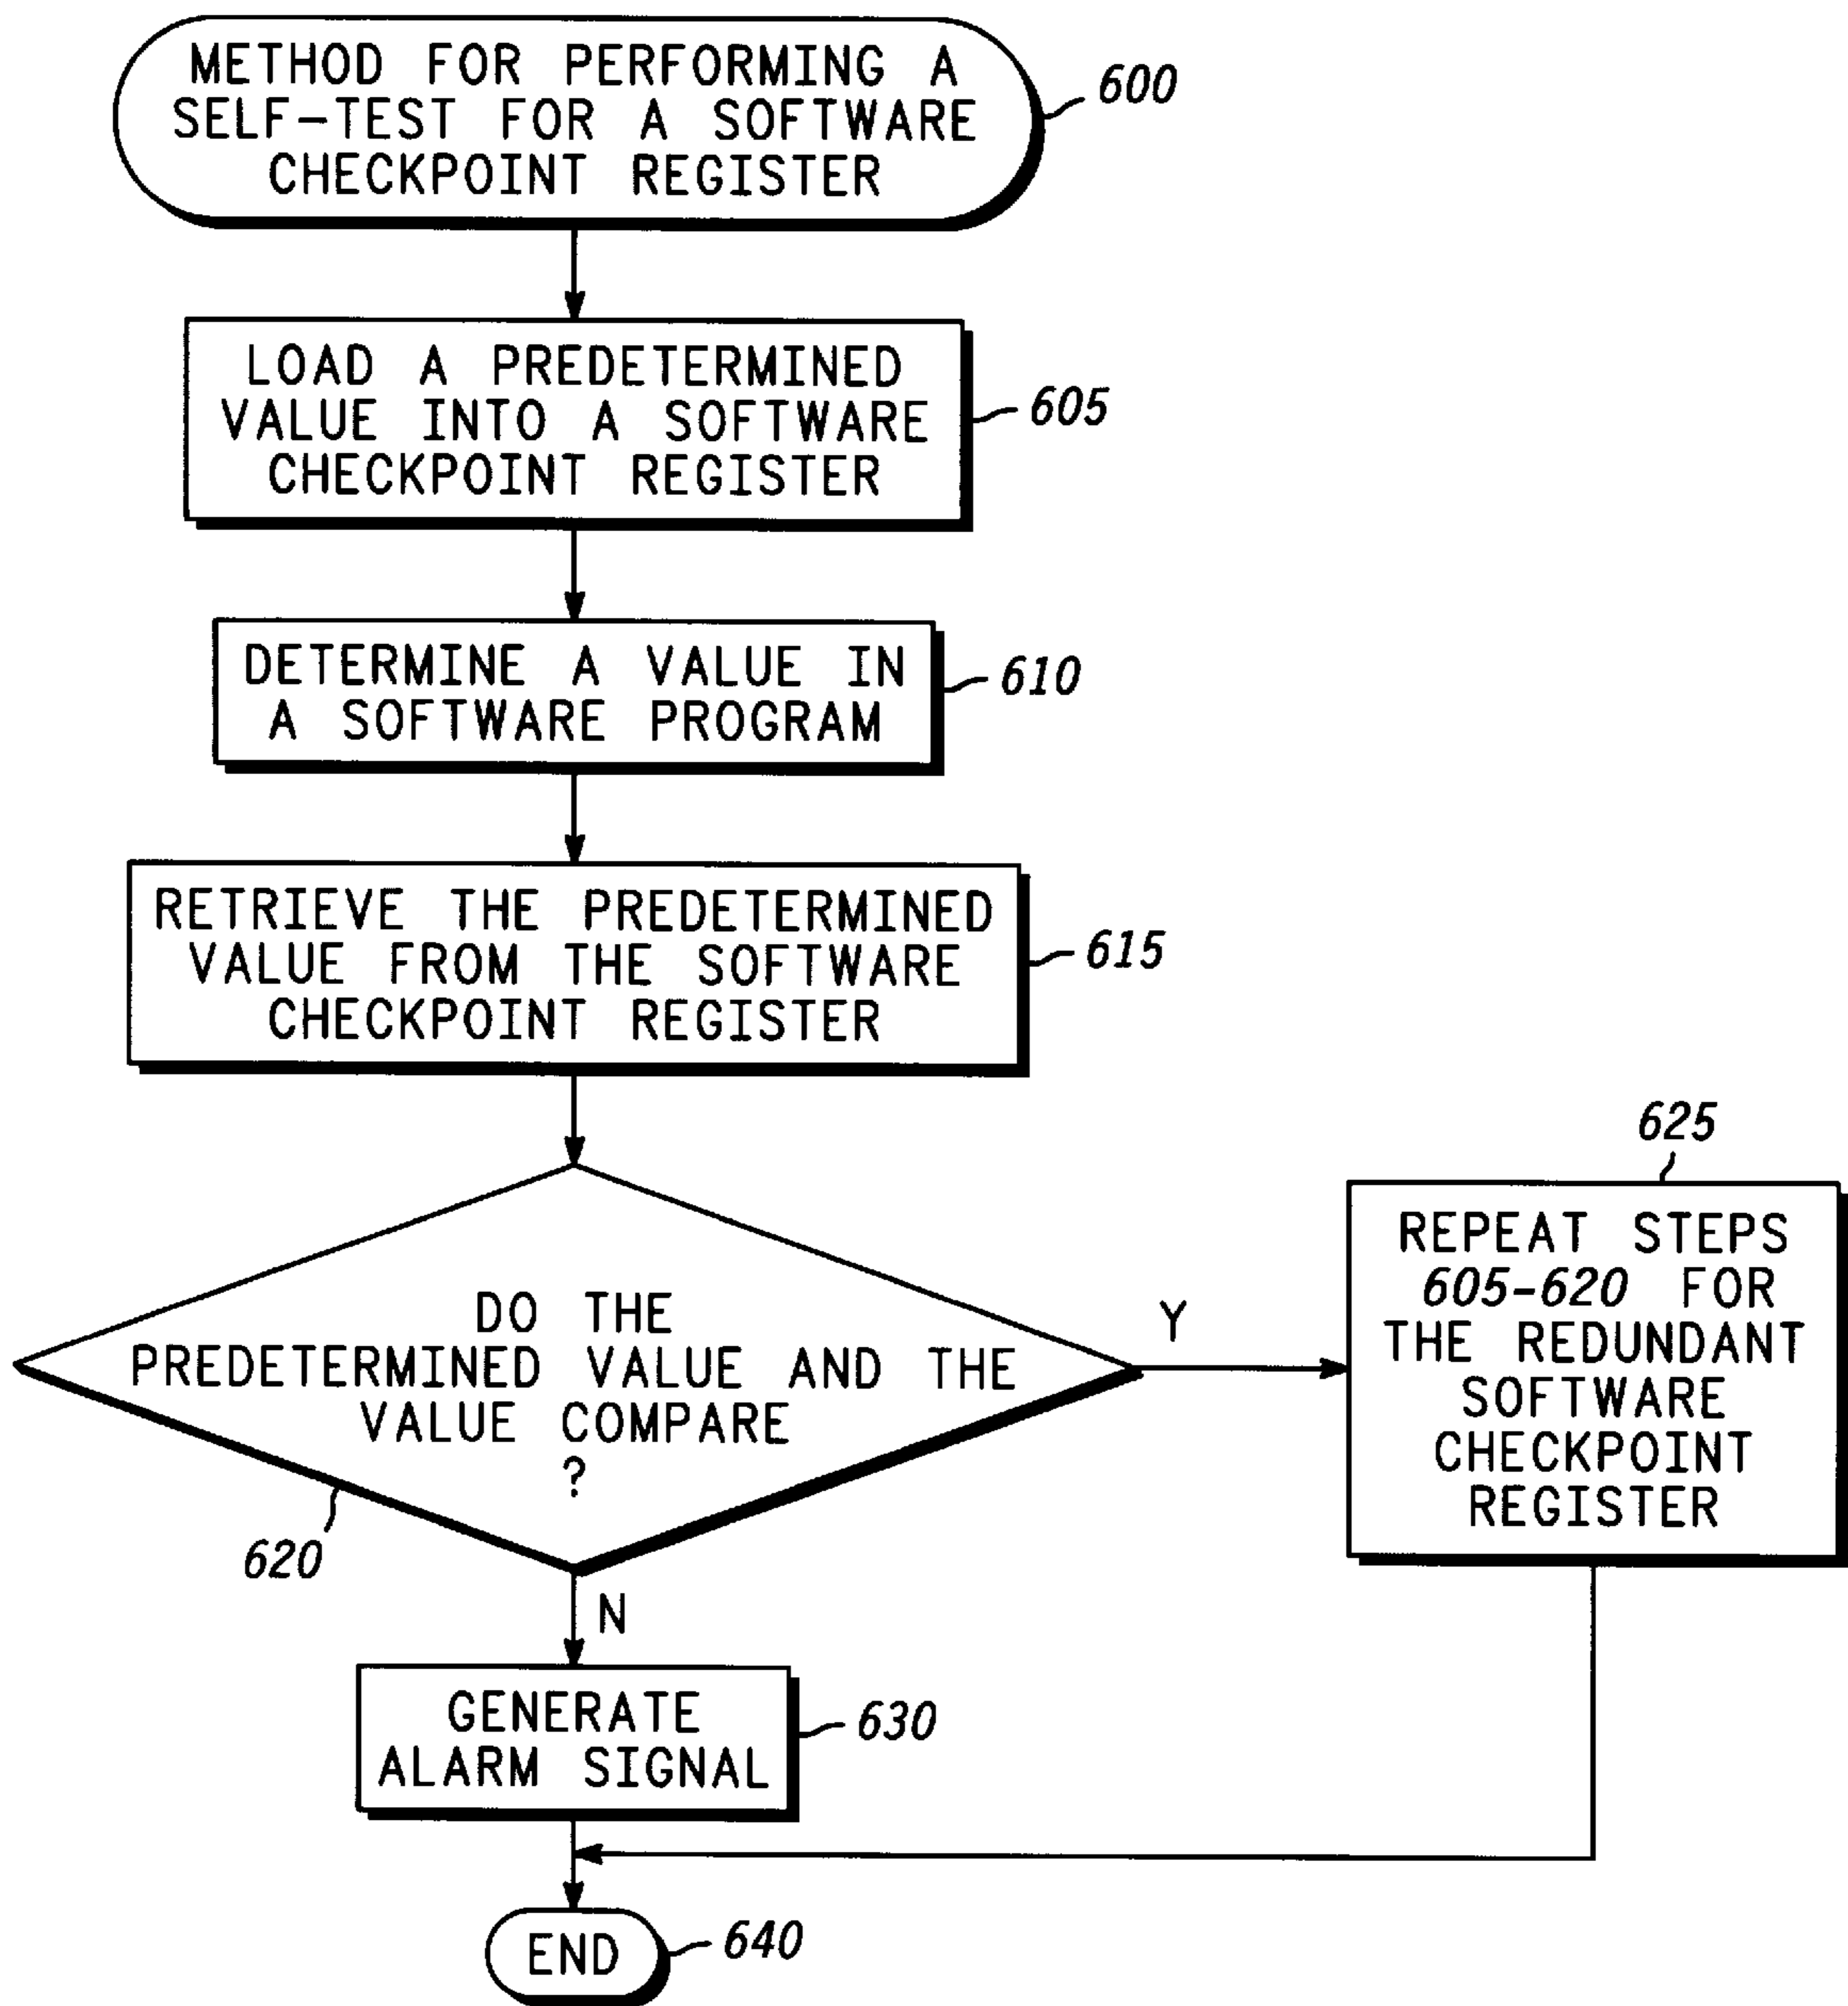 METHOD FOR PERFORMING A
SELF-TEST FOR A SOFTWARE
CHECKPOINT REGISTER
600
LOAD A PREDETERMINED
VALUE INTO A SOFTWARE
CHECKPOINT REGISTER
605
DETERMINE A VALUE IN
A SOFTWARE PROGRAM
610
RETRIEVE THE PREDETERMINED
VALUE FROM THE SOFTWARE
CHECKPOINT REGISTER
615
DO THE
PREDETERMINED VALUE AND THE
VALUE COMPARE
?
620
Y
625
REPEAT STEPS
605-620 FOR
THE REDUNDANT
SOFTWARE
CHECKPOINT
REGISTER
N
GENERATE
ALARM SIGNAL
630
END
640